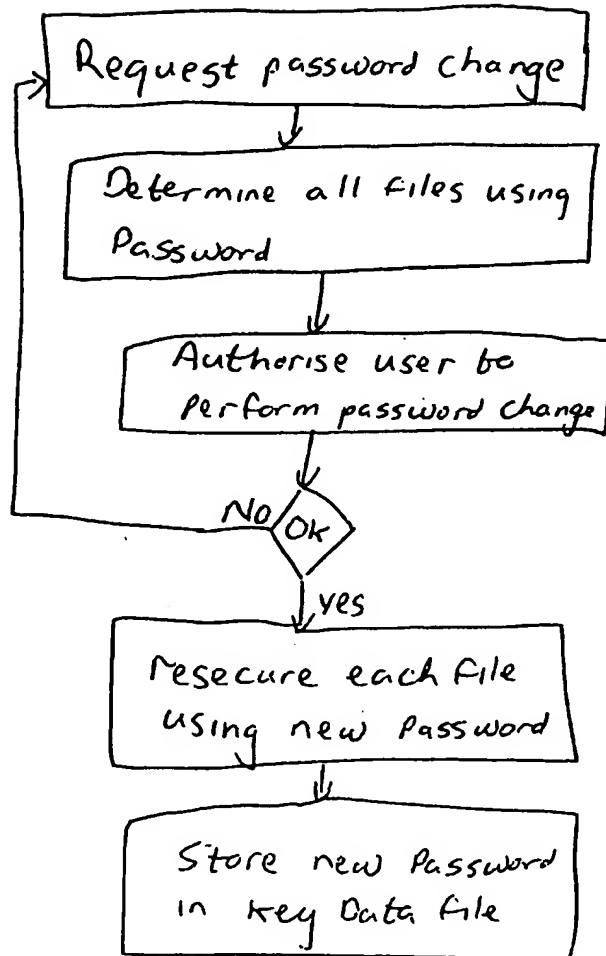 Request password change
Determine all files using
Password
Authorise user to
Perform password change
No
OK
yes
resecure each file
using new Password
Store new Password
in Key Data file